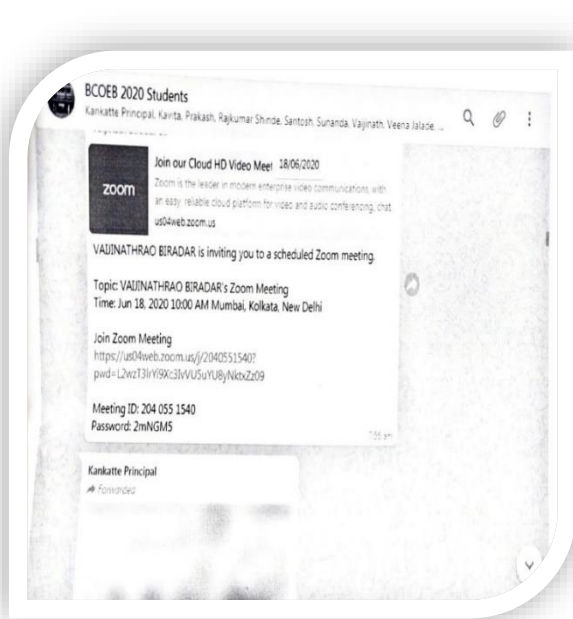 BCOEB 2020 Students
Kankatte Principal, Kavita, Prakash, Rajkumar Shinde, Santosh, Sunanda, Vaijinath, Veena Jalade, ...
Join our Cloud HD Video Meet 18/06/2020
zoom
Zoom is the leader in modern enterprise video communications, with
an easy, reliable cloud platform for video and audio conferencing, chat
us04web.zoom.us
VAIJINATHRAO BIRADAR is inviting you to a scheduled Zoom meeting.
Topic: VAIJINATHRAO BIRADAR's Zoom Meeting
Time: Jun 18, 2020 10:00 AM Mumbai, Kolkata, New Delhi
Join Zoom Meeting
https://us04web.zoom.us/j/2040551540?
Meeting ID: 204 055 1540
Password: 2mNGM5
Kankatte Principal
Forwarded